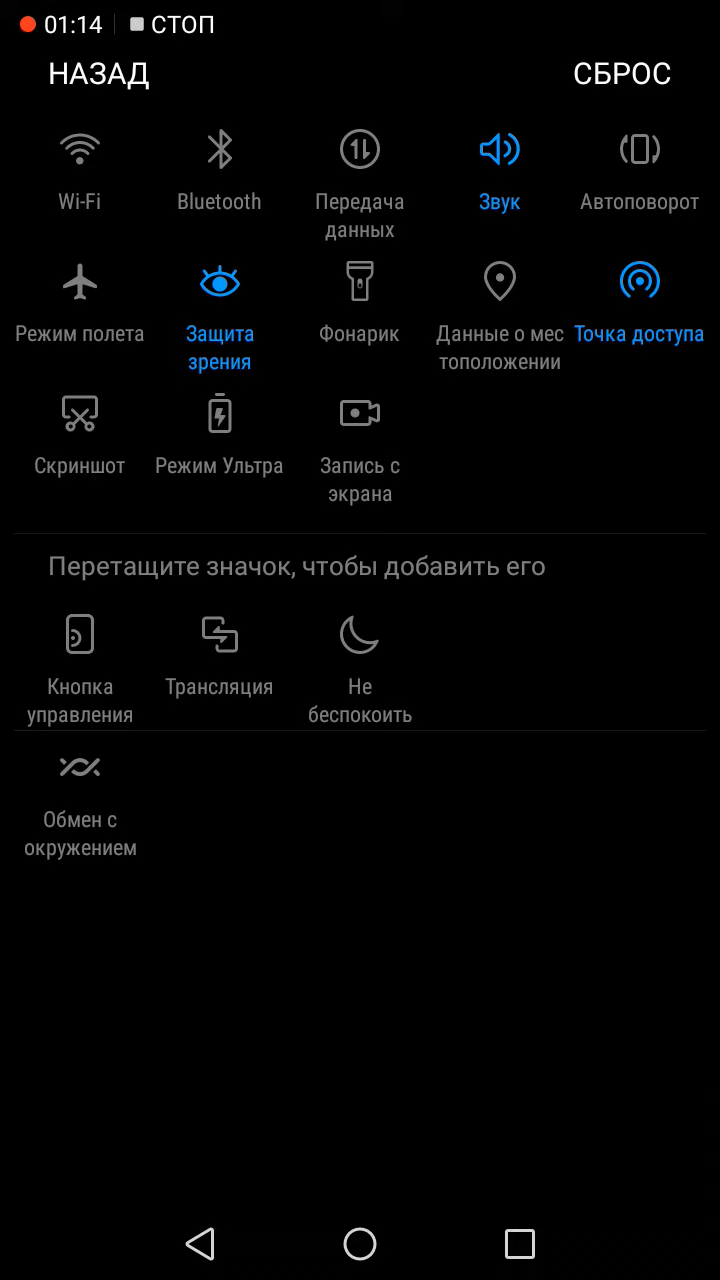 01:14 СТОП
НАЗАД СБРОС
Wi-Fi Bluetooth Передача Звук Автоповорот
данных
Режим полета Защита Фонарик Данные о мес Точка доступа
зрения тоположении
Скриншот Режим Ультра Запись с
экрана
Перетащите значок, чтобы добавить его
Кнопка Трансляция Не
управления беспокоить
Обмен с
окружением